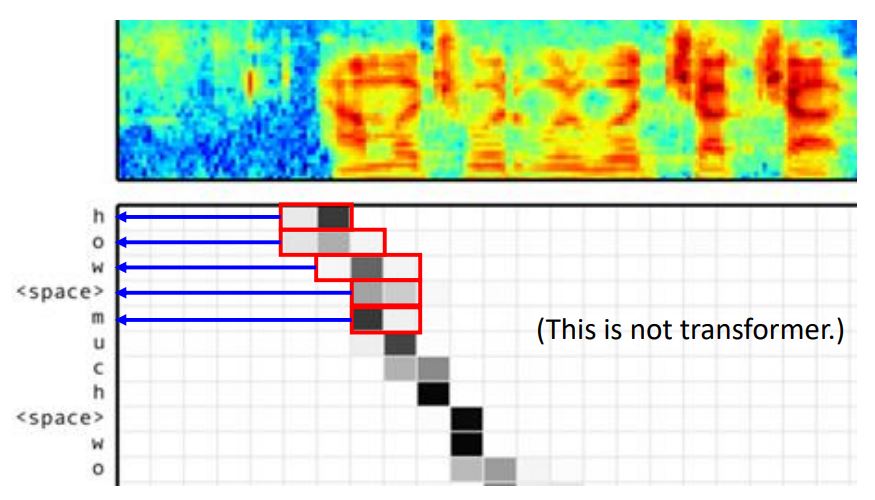 h
o
w
<space>
m
u
c
h
<space>
w
o
(This is not transformer.)